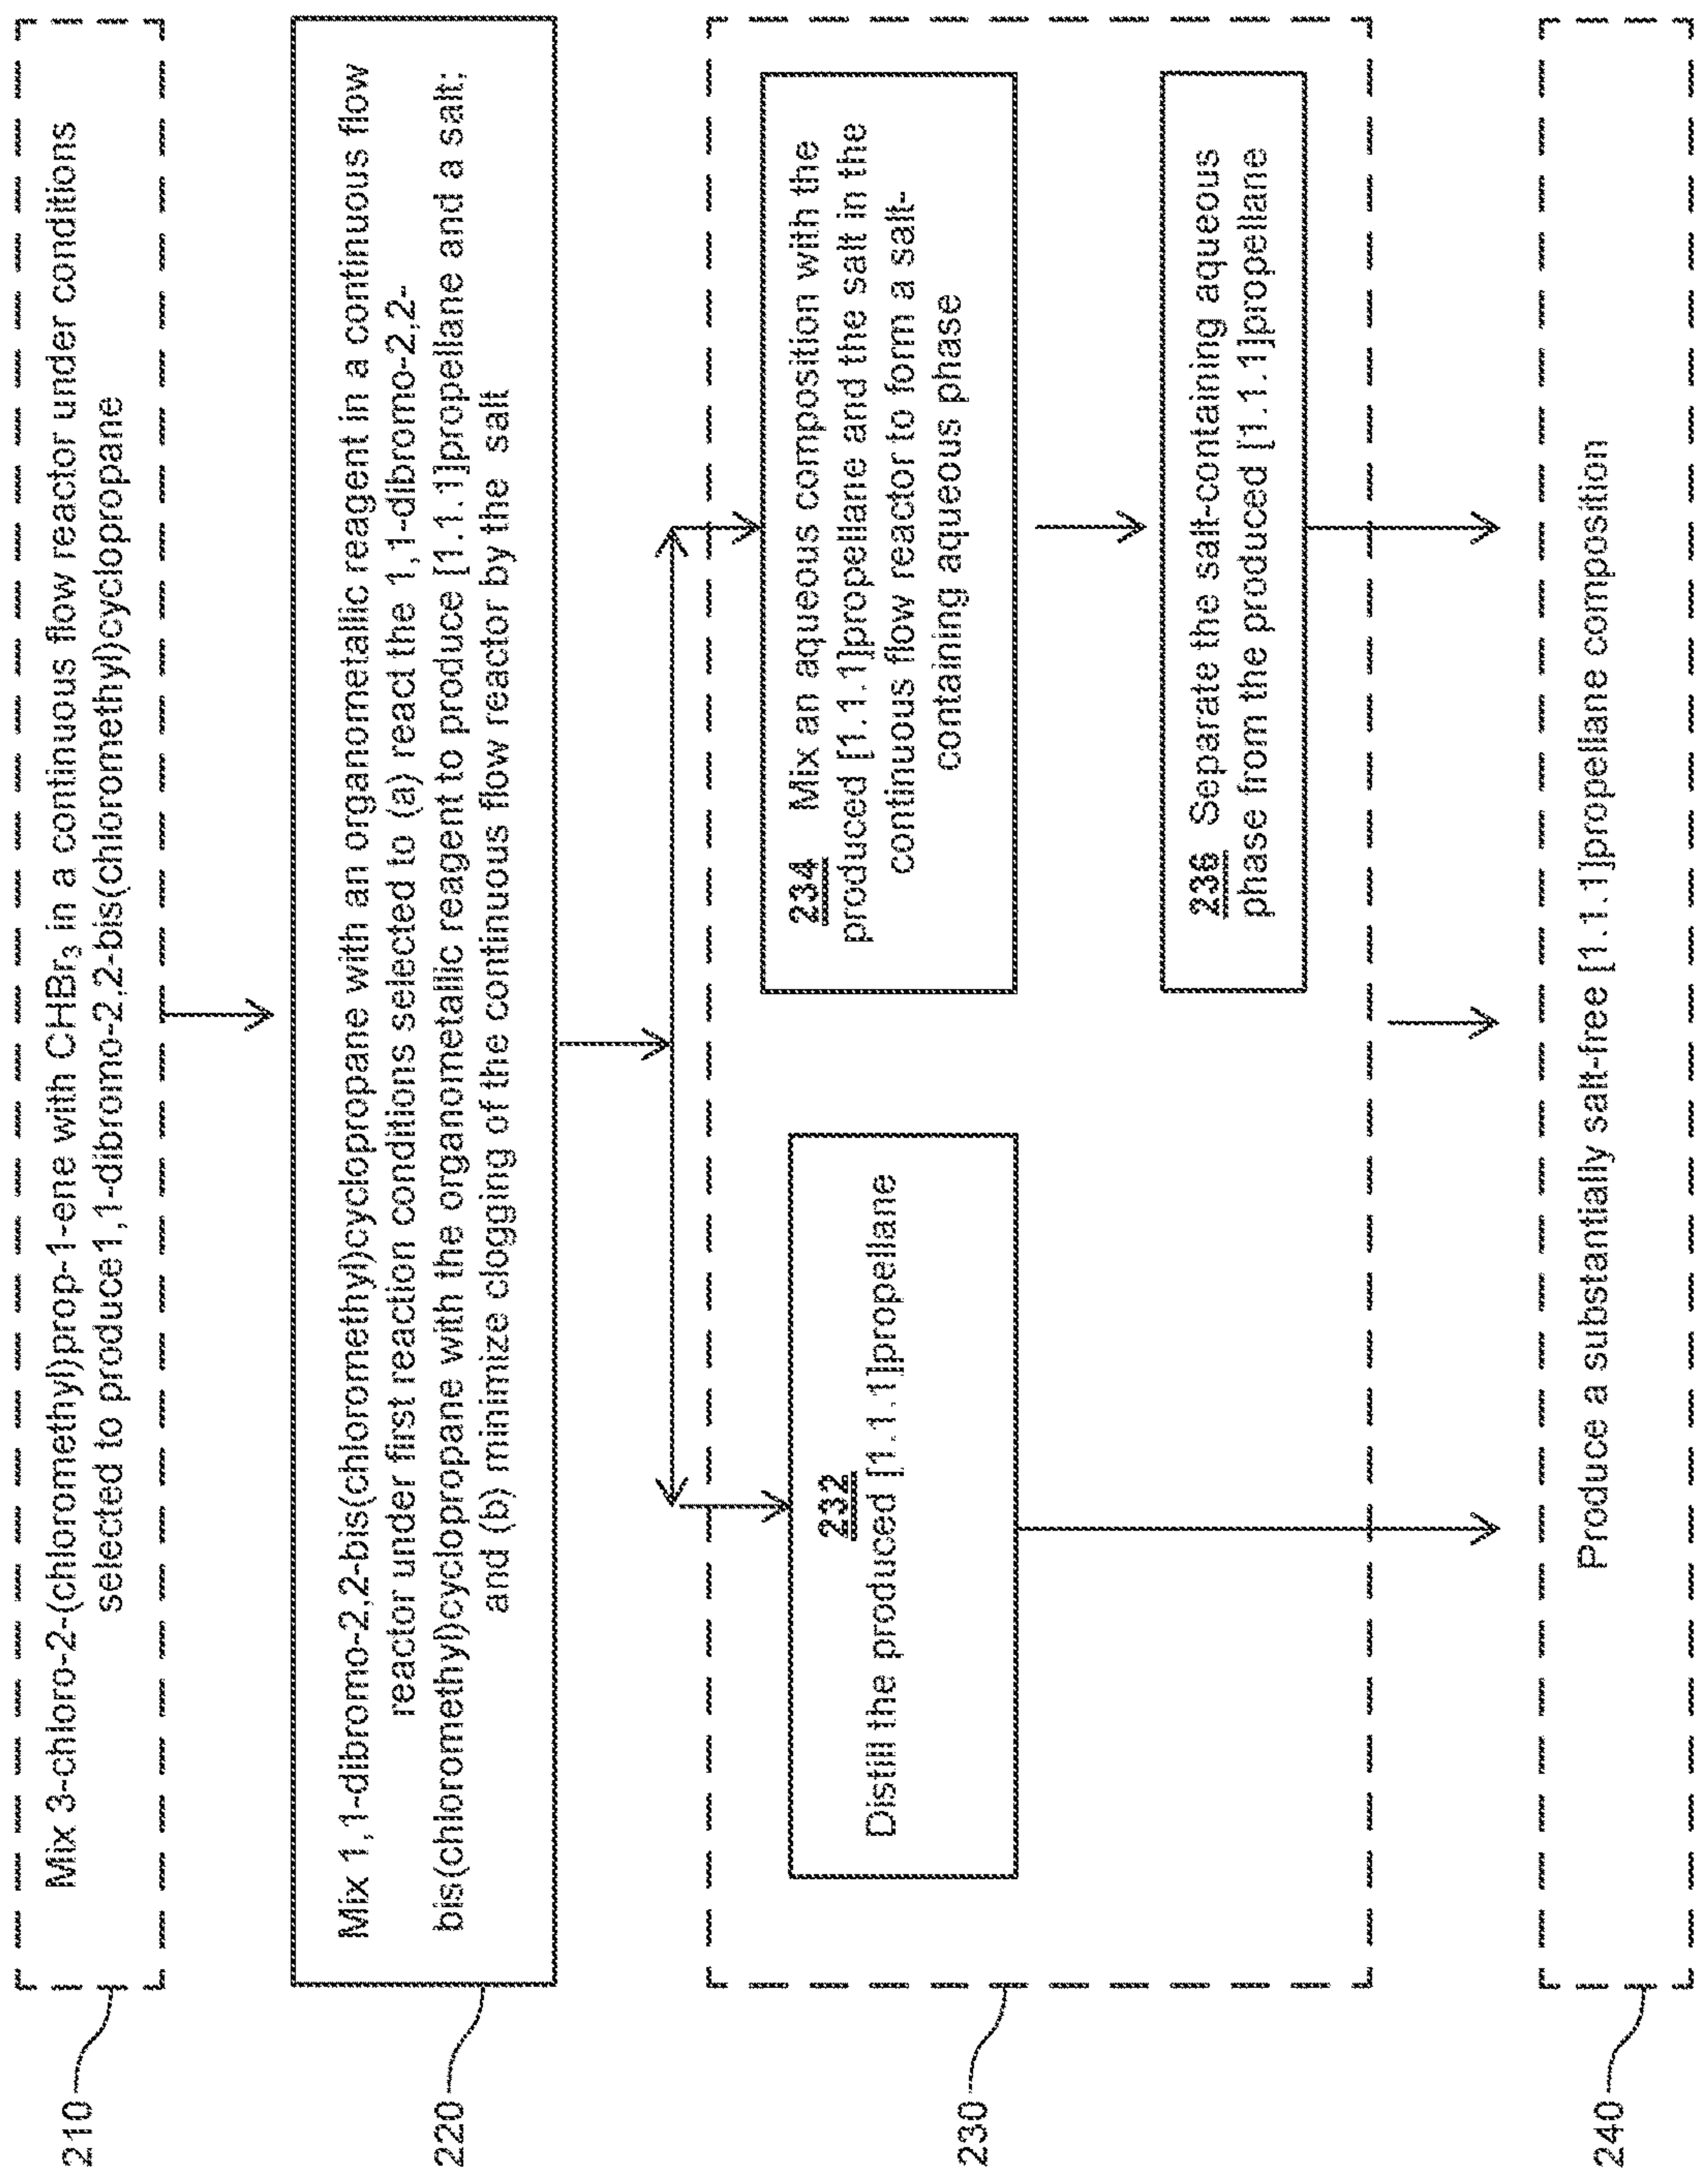 210
Mix 3-chloro-2-(chloromethyl)prop-1-ene with CHBr₃ in a continuous flow reactor under conditions
selected to produce1,1-dibromo-2,2-bis(chloromethyl)cyclopropane
220
Mix 1,1-dibromo-2,2-bis(chloromethyl)cyclopropane with an organometallic reagent in a continuous flow
reactor under first reaction conditions selected to (a) react the 1,1-dibromo-2,2-
bis(chloromethyl)cyclopropane with the organometallic reagent to produce [1.1.1]propellane and a salt;
and (b) minimize clogging of the continuous flow reactor by the salt
230
232
Distill the produced [1.1.1]propellane
234 Mix an aqueous composition with the
produced [1.1.1]propellane and the salt in the
continuous flow reactor to form a salt-
containing aqueous phase
236 Separate the salt-containing aqueous
phase from the produced [1.1.1]propellane
240
Produce a substantially salt-free [1.1.1]propellane composition